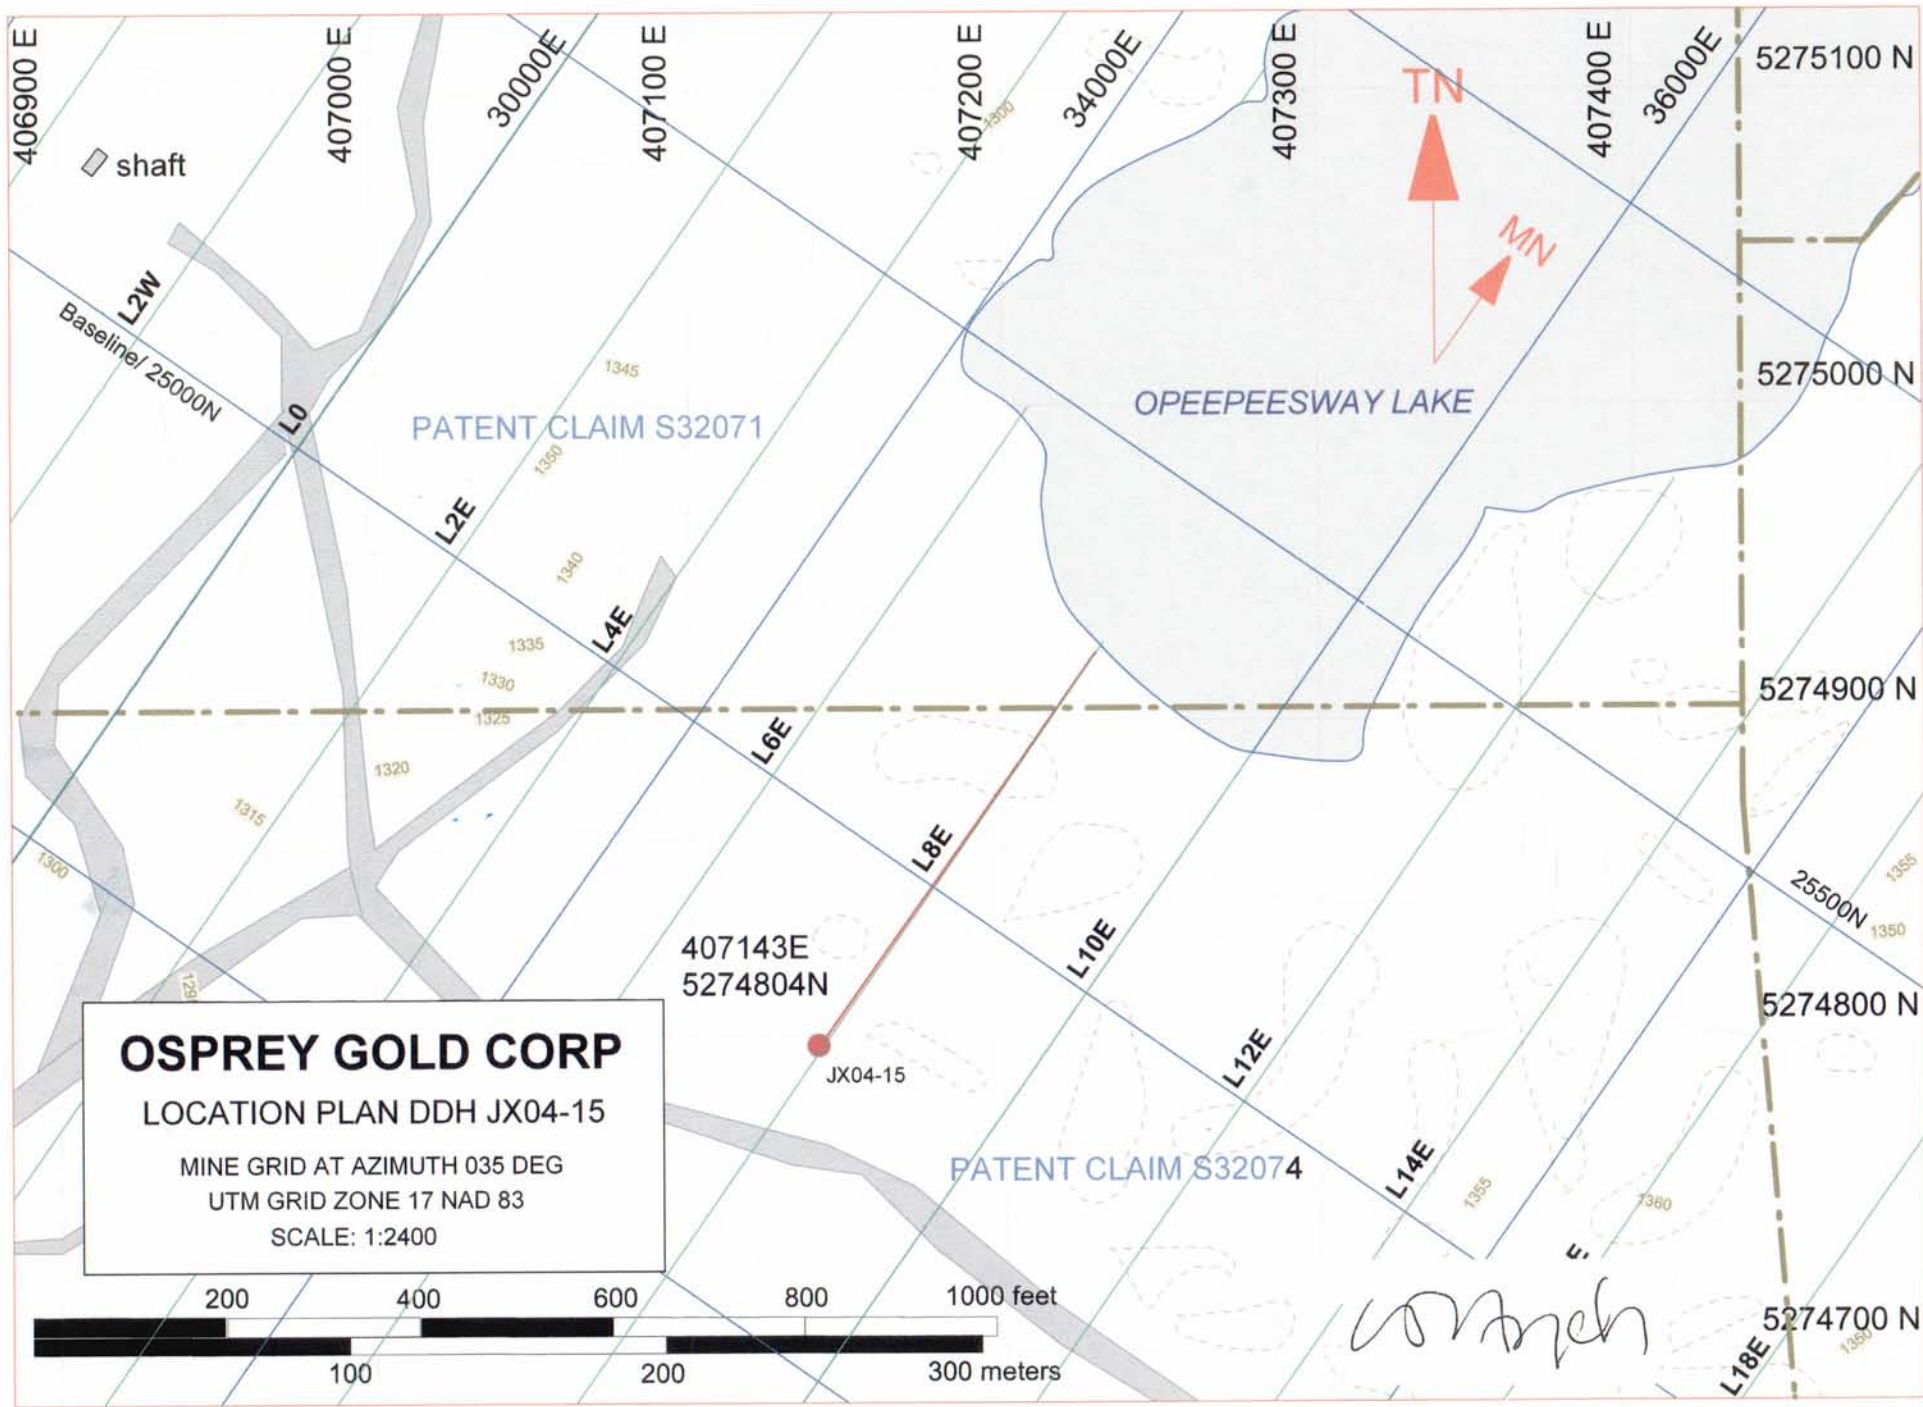 406900 E
407000 E
30000E
407100 E
407200 E
34000E
407300 E
407400 E
36000E
5275100 N
TN
MN
shaft
1300
L2W
Baseline/ 2500N
L0
1345
PATENT CLAIM S32071
OPEEPEESWAY LAKE
5275000 N
1350
L2E
1340
L4E
1335
1330
1325
5274900 N
L6E
1320
1315
1300
L8E
1355
25500N
1350
407143E
5274804N
L10E
5274800 N
JX04-15
L12E
PATENT CLAIM S32074
L14E
1355
1360
OSPREY GOLD CORP
LOCATION PLAN DDH JX04-15
MINE GRID AT AZIMUTH 035 DEG
UTM GRID ZONE 17 NAD 83
SCALE: 1:2400
200 400 600 800 1000 feet
100 200 300 meters
5274700 N
1350
L18E